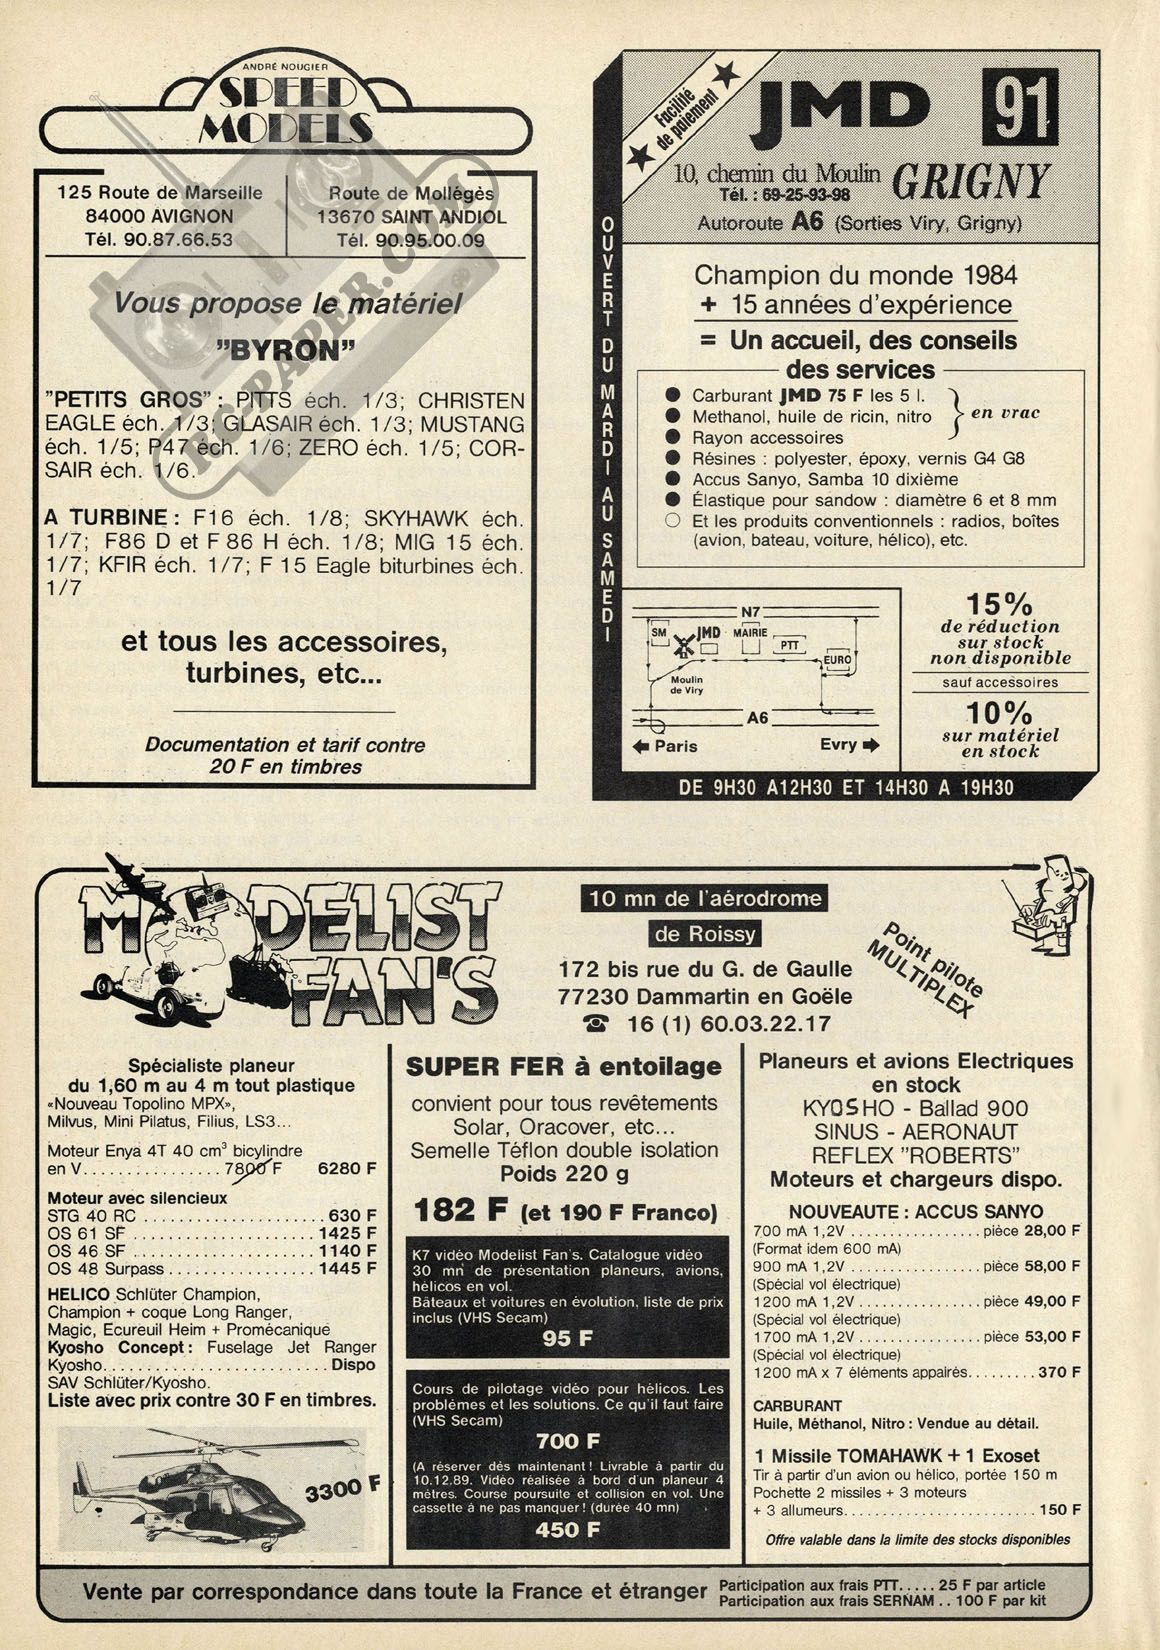 ANDRÉ NOUGIER
SPEED
MODELS
125 Route de Marseille
84000 AVIGNON
Tél. 90.87.66.53
Route de Mollégès
13670 SAINT ANDIOL
Tél. 90.95.00.09
Vous propose le matériel
"BYRON"
"PETITS GROS" : PITTS éch. 1/3; CHRISTEN
EAGLE éch. 1/3; GLASAIR éch. 1/3; MUSTANG
éch. 1/5; P47 éch. 1/6; ZERO éch. 1/5; COR-
SAIR éch. 1/6.
A TURBINE : F16 éch. 1/8; SKYHAWK éch.
1/7; F86 D et F 86 H éch. 1/8; MIG 15 éch.
1/7; KFIR éch. 1/7; F 15 Eagle biturbines éch.
1/7
et tous les accessoires,
turbines, etc...
Documentation et tarif contre
20 F en timbres
RC-PAPER.COM
Facilité
de paiement
JMD 91
10, chemin du Moulin GRIGNY
Tél. : 69-25-93-98
Autoroute A6 (Sorties Viry, Grigny)
OUVERT DU MARDI AU SAMEDI
Champion du monde 1984
+ 15 années d'expérience
= Un accueil, des conseils
des services
● Carburant JMD 75 F les 5 l.
● Methanol, huile de ricin, nitro
en vrac
● Rayon accessoires
● Résines : polyester, époxy, vernis G4 G8
● Accus Sanyo, Samba 10 dixième
● Élastique pour sandow : diamètre 6 et 8 mm
○ Et les produits conventionnels : radios, boîtes
(avion, bateau, voiture, hélico), etc.
N7
SM JMD MAIRIE PTT
EURO
Moulin
de Viry
A6
Paris Evry
15%
de réduction
sur stock
non disponible
sauf accessoires
10%
sur matériel
en stock
DE 9H30 A12H30 ET 14H30 A 19H30
MODELIST
FAN'S
10 mn de l'aérodrome
de Roissy
172 bis rue du G. de Gaulle
77230 Dammartin en Goële
☎ 16 (1) 60.03.22.17
Point pilote
MULTIPLEX
Spécialiste planeur
du 1,60 m au 4 m tout plastique
«Nouveau Topolino MPX»,
Milvus, Mini Pilatus, Filius, LS3...
Moteur Enya 4T 40 cm³ bicylindre
en V................7800 F 6280 F
Moteur avec silencieux
STG 40 RC......................630 F
OS 61 SF......................1425 F
OS 46 SF......................1140 F
OS 48 Surpass.................1445 F
HELICO Schlüter Champion,
Champion + coque Long Ranger,
Magic, Ecureuil Heim + Promécanique
Kyosho Concept : Fuselage Jet Ranger
Kyosho..........................Dispo
SAV Schlüter/Kyosho.
Liste avec prix contre 30 F en timbres.
3300 F
SUPER FER à entoilage
convient pour tous revêtements
Solar, Oracover, etc...
Semelle Téflon double isolation
Poids 220 g
182 F (et 190 F Franco)
K7 vidéo Modelist Fan's. Catalogue vidéo
30 mn de présentation planeurs, avions,
hélicos en vol.
Bâteaux et voitures en évolution, liste de prix
inclus (VHS Secam)
95 F
Cours de pilotage vidéo pour hélicos. Les
problémes et les solutions. Ce qu'il faut faire
(VHS Secam)
700 F
(A réserver dès maintenant ! Livrable à partir du
10.12.89. Vidéo réalisée à bord d'un planeur 4
mètres. Course poursuite et collision en vol. Une
cassette à ne pas manquer ! (durée 40 mn)
450 F
Planeurs et avions Electriques
en stock
KYOSHO - Ballad 900
SINUS - AERONAUT
REFLEX "ROBERTS"
Moteurs et chargeurs dispo.
NOUVEAUTE : ACCUS SANYO
700 mA 1,2V................pièce 28,00 F
(Format idem 600 mA)
900 mA 1,2V................pièce 58,00 F
(Spécial vol électrique)
1200 mA 1,2V...............pièce 49,00 F
(Spécial vol électrique)
1700 mA 1,2V...............pièce 53,00 F
(Spécial vol électrique)
1200 mA x 7 éléments appairés.........370 F
CARBURANT
Huile, Méthanol, Nitro : Vendue au détail.
1 Missile TOMAHAWK + 1 Exoset
Tir à partir d'un avion ou hélico, portée 150 m
Pochette 2 missiles + 3 moteurs
+ 3 allumeurs..........................150 F
Offre valable dans la limite des stocks disponibles
Vente par correspondance dans toute la France et étranger
Participation aux frais PTT..... 25 F par article
Participation aux frais SERNAM .. 100 F par kit